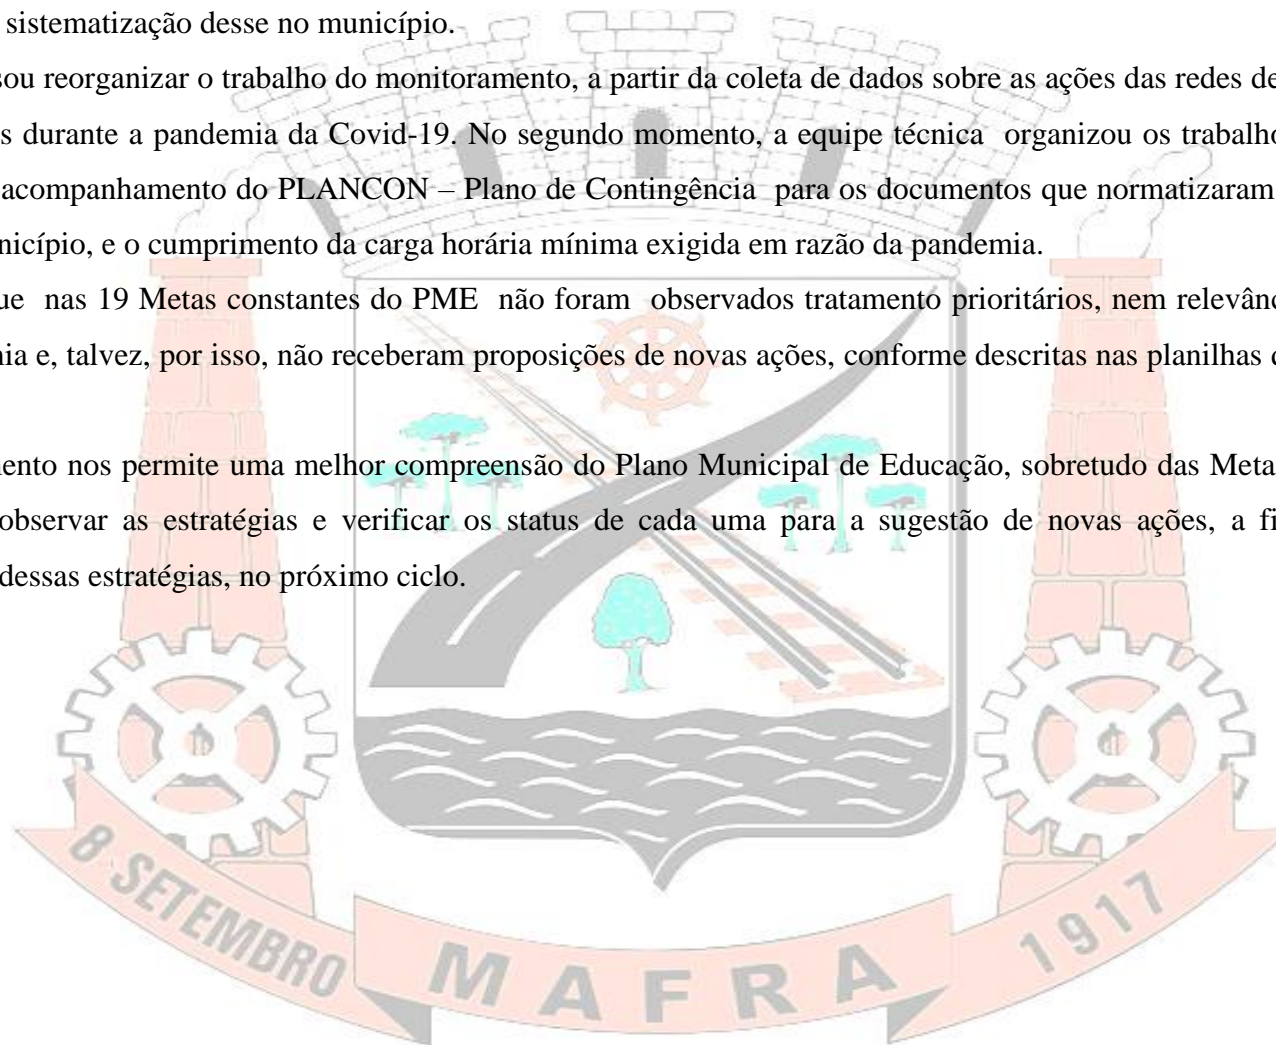 sistematização desse no município.
sou reorganizar o trabalho do monitoramento, a partir da coleta de dados sobre as ações das redes de
s durante a pandemia da Covid-19. No segundo momento, a equipe técnica organizou os trabalho
acompanhamento do PLANCON – Plano de Contingência para os documentos que normatizaram
nicípio, e o cumprimento da carga horária mínima exigida em razão da pandemia.
ue nas 19 Metas constantes do PME não foram observados tratamento prioritários, nem relevânc
nia e, talvez, por isso, não receberam proposições de novas ações, conforme descritas nas planilhas d
nento nos permite uma melhor compreensão do Plano Municipal de Educação, sobretudo das Meta
observar as estratégias e verificar os status de cada uma para a sugestão de novas ações, a fi
dessas estratégias, no próximo ciclo.
8 SETEMBRO
MAFRA
1917